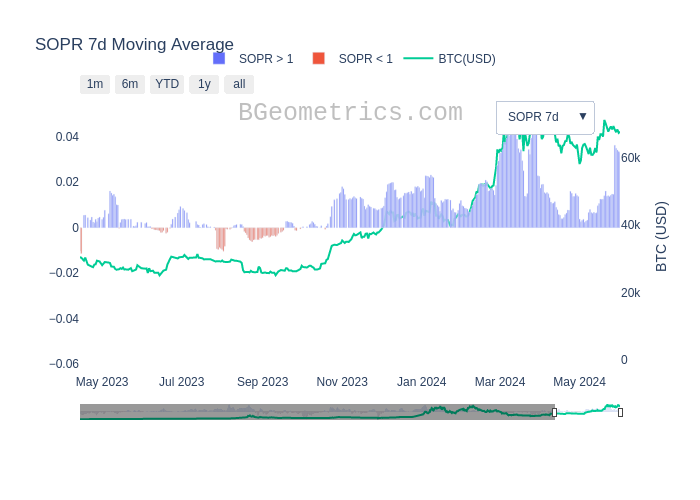 SOPR 7d Moving Average
SOPR > 1
SOPR < 1
BTC(USD)
1m
6m
YTD
1y
all
BGeometrics.com
SOPR 7d ▼
0.04
0.02
0
−0.02
−0.04
−0.06
60k
40k
20k
0
BTC (USD)
May 2023
Jul 2023
Sep 2023
Nov 2023
Jan 2024
Mar 2024
May 2024